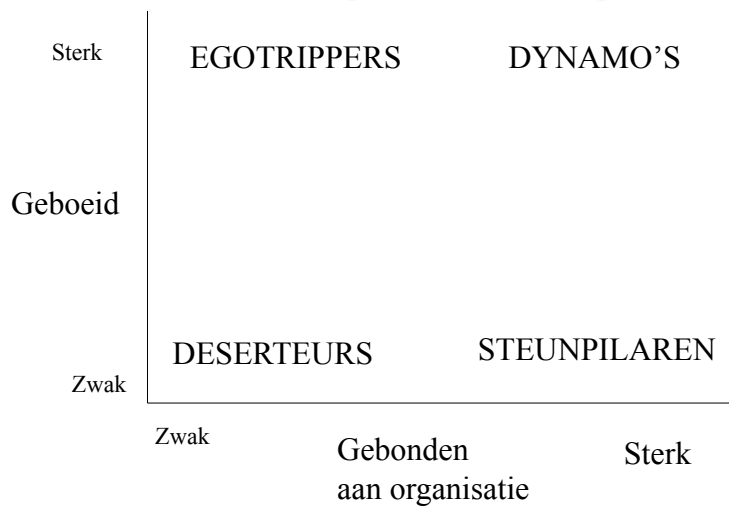 Sterk
EGOTRIPPERS
DYNAMO'S
Geboeid
DESERTEURS
STEUNPILAREN
Zwak
Zwak
Gebonden
aan organisatie
Sterk